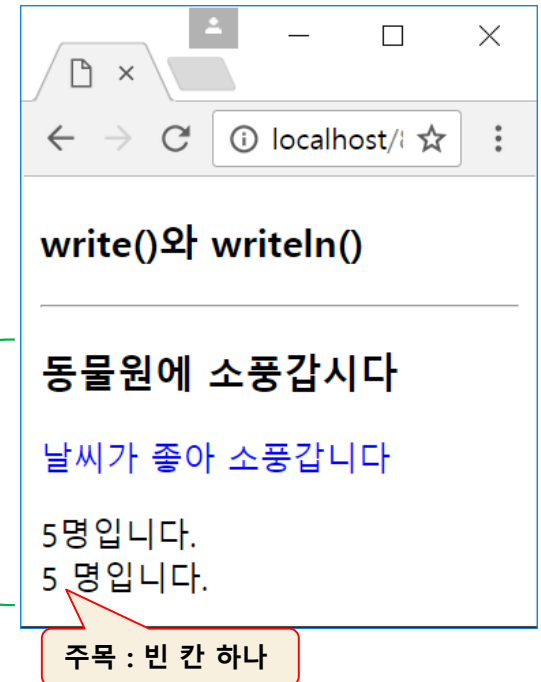 localhost/8
write()와 writeln()
동물원에 소풍갑시다
날씨가 좋아 소풍갑니다
5명입니다.
5 명입니다.
주목 : 빈 칸 하나